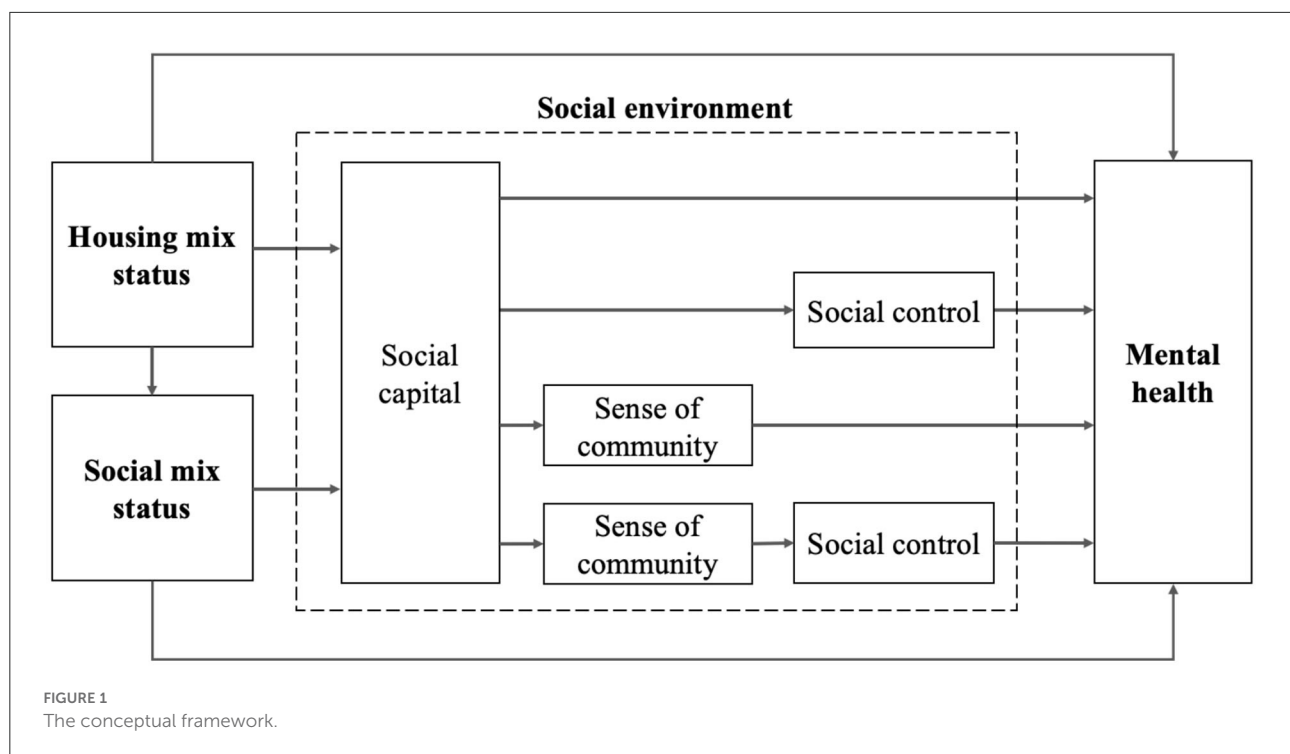 Social environment
Housing mix
status
Social mix
status
Social
capital
Social control
Sense of
community
Sense of
community
Social control
Mental
health
FIGURE 1
The conceptual framework.